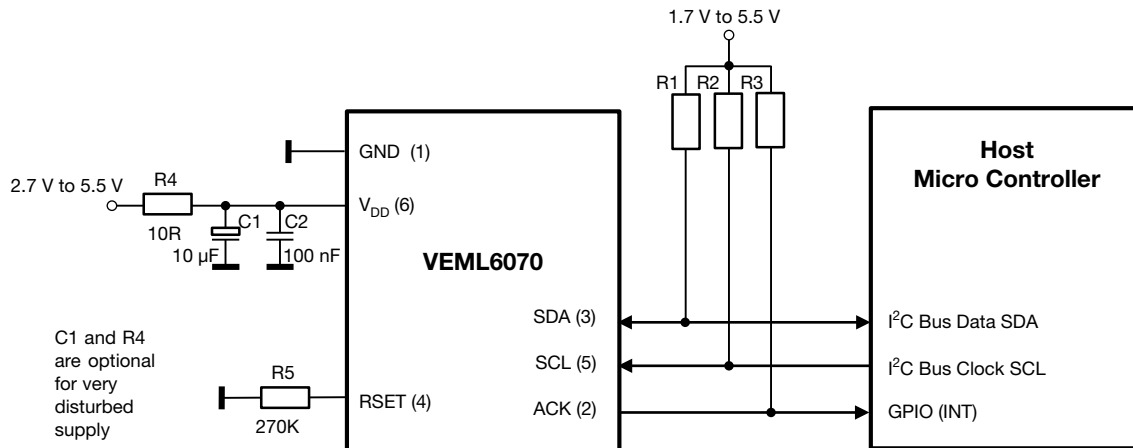 1.7 V to 5.5 V
R1
R2
R3
GND (1)
2.7 V to 5.5 V
R4
10R
VDD (6)
C1
10 µF
C2
100 nF
VEML6070
Host
Micro Controller
SDA (3)
I²C Bus Data SDA
SCL (5)
I²C Bus Clock SCL
C1 and R4
are optional
for very
disturbed
supply
R5
270K
RSET (4)
ACK (2)
GPIO (INT)